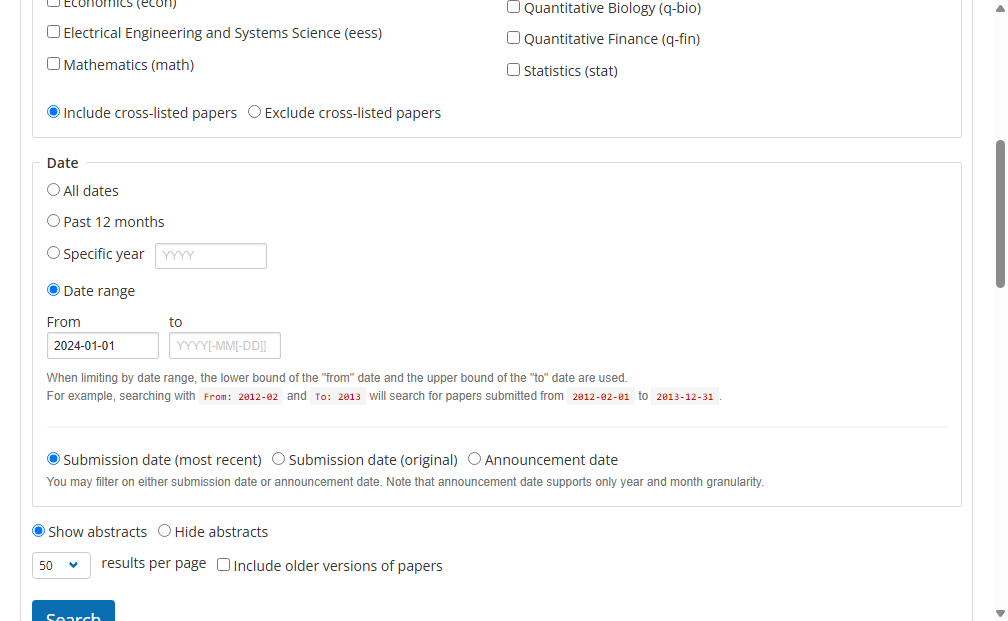 Economics (econ)
Quantitative Biology (q-bio)
Electrical Engineering and Systems Science (eess)
Quantitative Finance (q-fin)
Mathematics (math)
Statistics (stat)
Include cross-listed papers Exclude cross-listed papers
Date
All dates
Past 12 months
Specific year YYYY
Date range
From to
2024-01-01 YYYY[-MM[-DD]]
When limiting by date range, the lower bound of the "from" date and the upper bound of the "to" date are used.
For example, searching with From: 2012-02 and To: 2013 will search for papers submitted from 2012-02-01 to 2013-12-31.
Submission date (most recent) Submission date (original) Announcement date
You may filter on either submission date or announcement date. Note that announcement date supports only year and month granularity.
Show abstracts Hide abstracts
50 results per page Include older versions of papers
Search